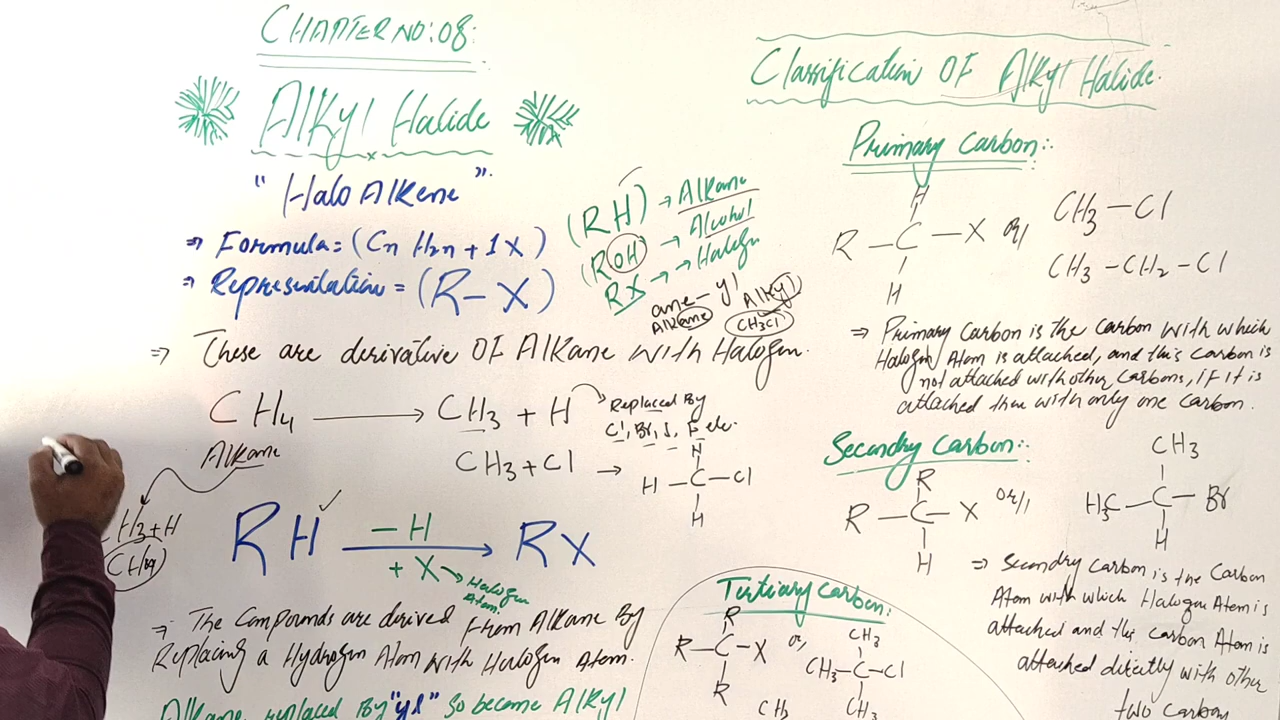 CHAPTER NO:08:
Alkyl Halide
"Halo Alkene"
⇒ Formula= (Cn H2n + 1X)
⇒ Representation = (R – X)
(RH) → Alkane
(ROH) → Alcohol
RX → → Halogen
ane – yl
Alkane
Alkyl
CH3Cl
⇒ These are derivative OF Alkane with Halogen.
CH4 → CH3 + H
Replaced By
Cl, Br, I, F etc.
Alkane
CH3 + Cl →
H
H – C – Cl
H
H3 + H
RH – H + X → RX
Halogen
Atom.
⇒ The Compounds are derived From Alkane By
Replacing a Hydrogen Atom with Halogen Atom.
Alkane replaced By "yl" So become Alkyl
Classification OF Alkyl Halide.
Primary Carbon:.
H
R – C – X or,
H
CH3 – Cl
CH3 – CH2 – Cl
⇒ Primary Carbon is the Carbon with which
Halogen Atom is attached, and this Carbon is
not attached with other Carbons, if it is
attached then with only one Carbon.
Secondry Carbon:.
R
R – C – X or,
H
CH3
H3C – C – Br
H
⇒ Secondry Carbon is the Carbon
Atom with which Halogen Atom is
attached and this Carbon Atom is
attached directly with other
two Carbon
Tertiary Carbon:
R
R – C – X or,
R
CH3
CH3 – C – Cl
CH3
CH3